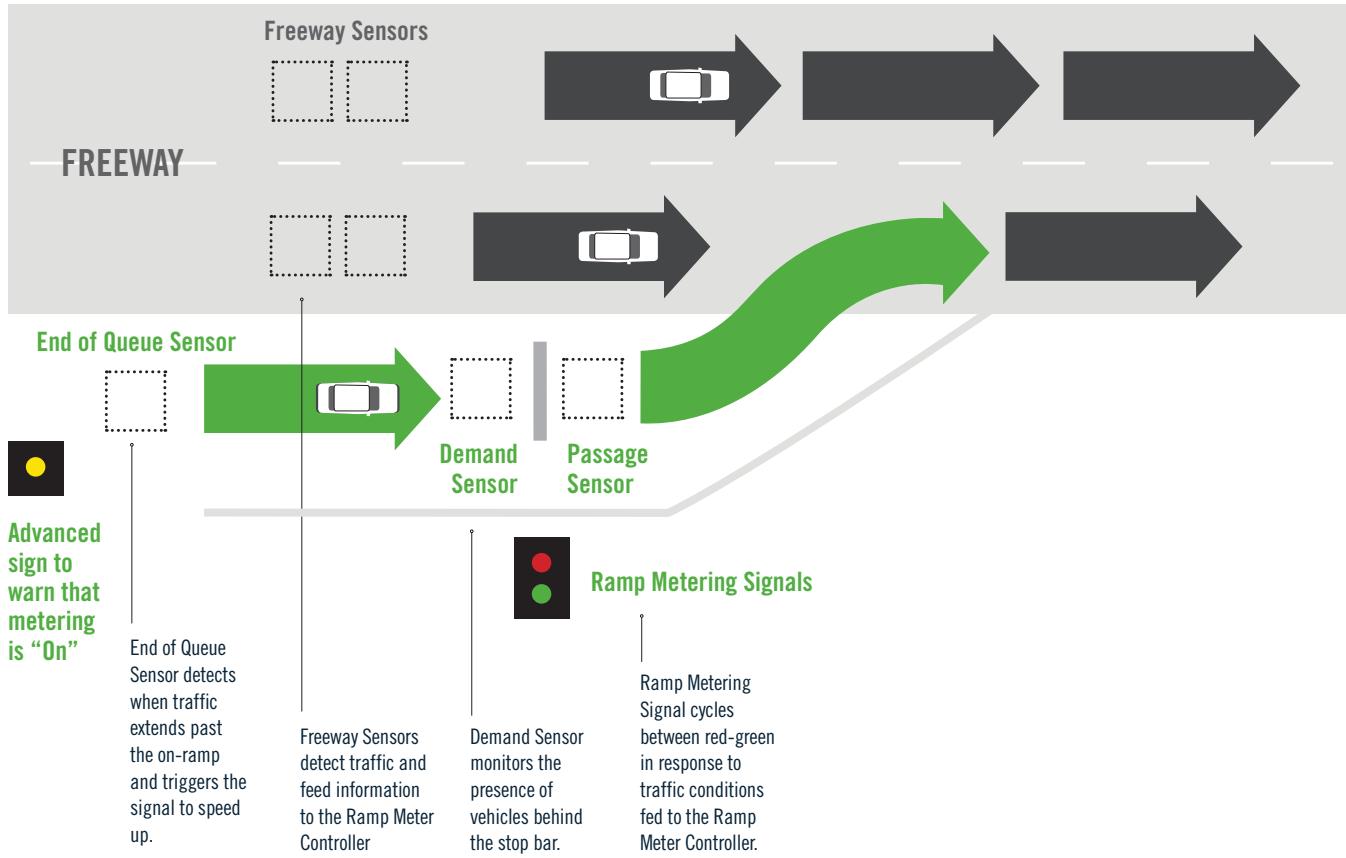 Freeway Sensors
FREEWAY
End of Queue Sensor
Demand
Sensor
Passage
Sensor
Advanced
sign to
warn that
metering
is “On”
Ramp Metering Signals
End of Queue
Sensor detects
when traffic
extends past
the on-ramp
and triggers the
signal to speed
up.
Freeway Sensors
detect traffic and
feed information
to the Ramp Meter
Controller
Demand Sensor
monitors the
presence of
vehicles behind
the stop bar.
Ramp Metering
Signal cycles
between red-green
in response to
traffic conditions
fed to the Ramp
Meter Controller.